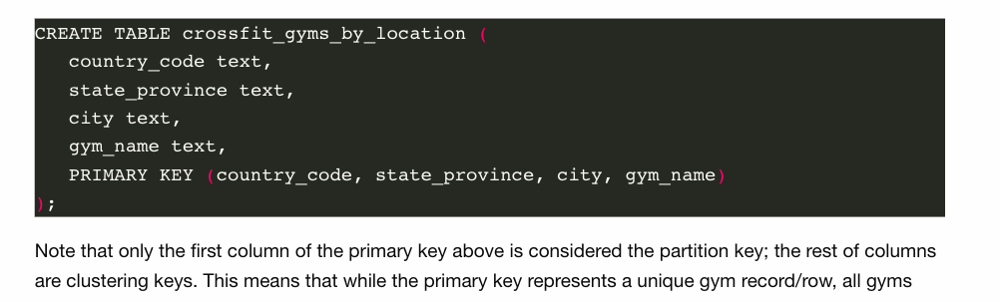 CREATE TABLE crossfit_gyms_by_location (
country_code text,
state_province text,
city text,
gym_name text,
PRIMARY KEY (country_code, state_province, city, gym_name)
);
Note that only the first column of the primary key above is considered the partition key; the rest of columns
are clustering keys. This means that while the primary key represents a unique gym record/row, all gyms